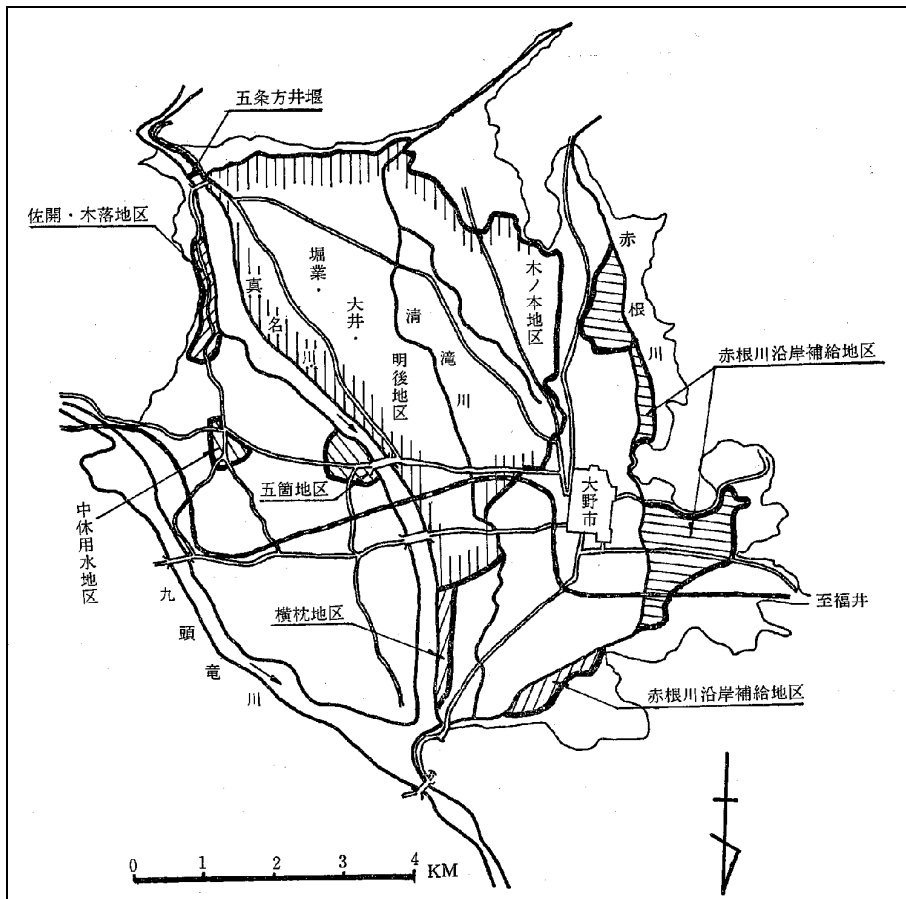 五条方井堰
佐開・木落地区
堀業・
大井・
明後地区
真名川
清滝川
木ノ本地区
赤根川
赤根川沿岸補給地区
五箇地区
大野市
中休用水地区
九頭竜川
横枕地区
至福井
赤根川沿岸補給地区
0 1 2 3 4 KM